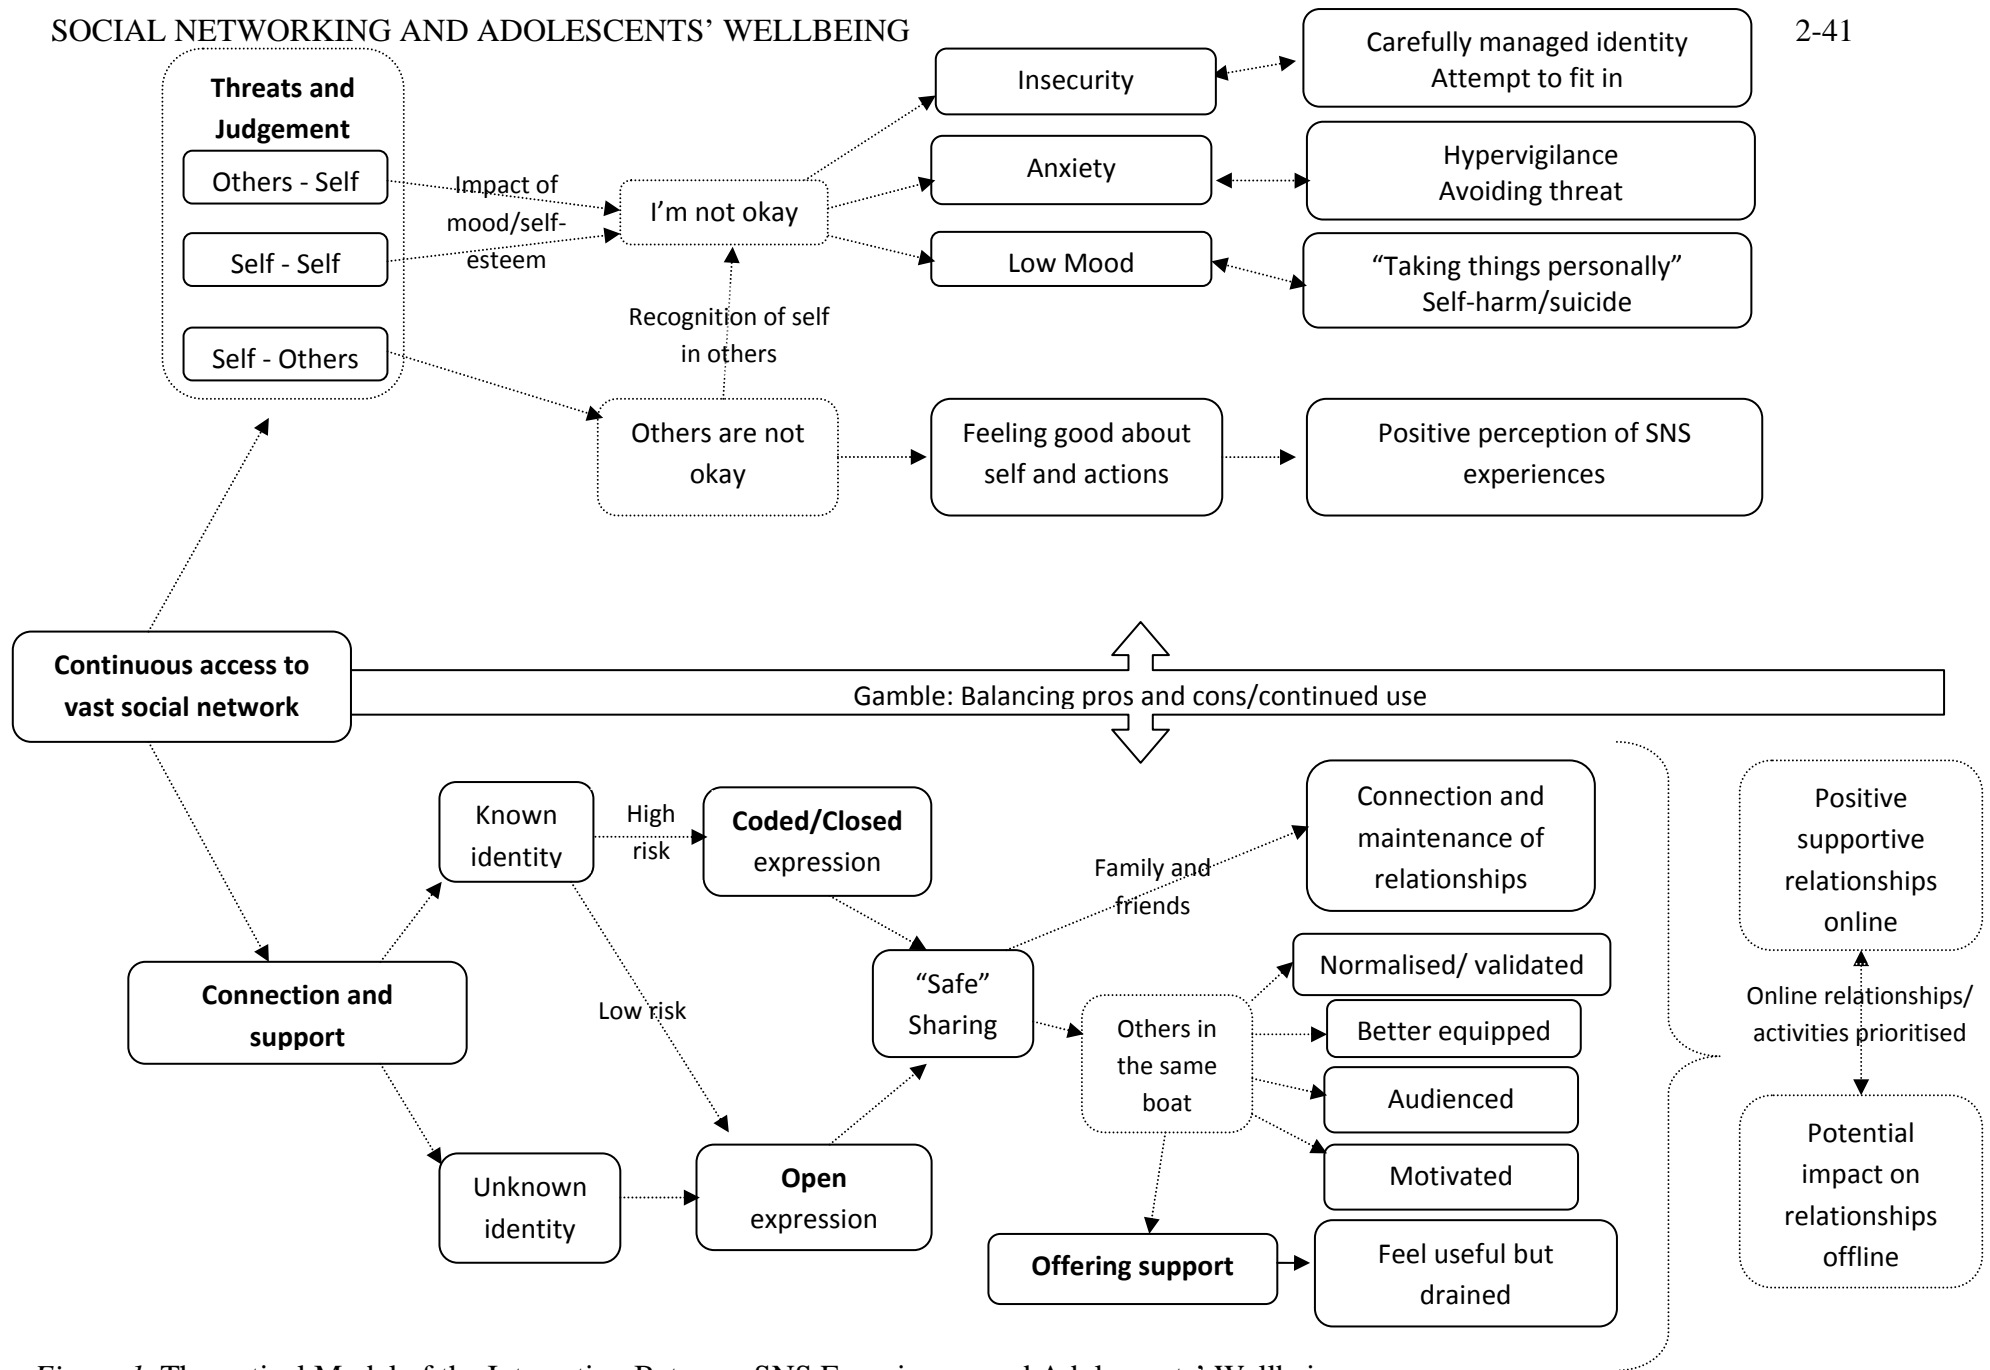 SOCIAL NETWORKING AND ADOLESCENTS’ WELLBEING
2-41
Threats and
Judgement
Others - Self
Self - Self
Self - Others
Impact of
mood/self-
esteem
I’m not okay
Recognition of self
in others
Others are not
okay
Insecurity
Anxiety
Low Mood
Feeling good about
self and actions
Carefully managed identity
Attempt to fit in
Hypervigilance
Avoiding threat
“Taking things personally”
Self-harm/suicide
Positive perception of SNS
experiences
Continuous access to
vast social network
Gamble: Balancing pros and cons/continued use
Connection and
support
Known
identity
High
risk
Low risk
Unknown
identity
Coded/Closed
expression
Open
expression
“Safe”
Sharing
Family and
friends
Others in
the same
boat
Offering support
Connection and
maintenance of
relationships
Normalised/ validated
Better equipped
Audienced
Motivated
Feel useful but
drained
Positive
supportive
relationships
online
Online relationships/
activities prioritised
Potential
impact on
relationships
offline